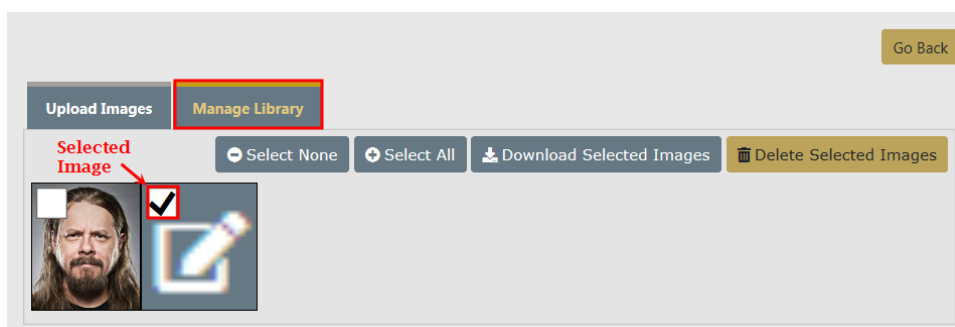 Go Back
Upload Images
Manage Library
Selected
Image
Select None
Select All
Download Selected Images
Delete Selected Images